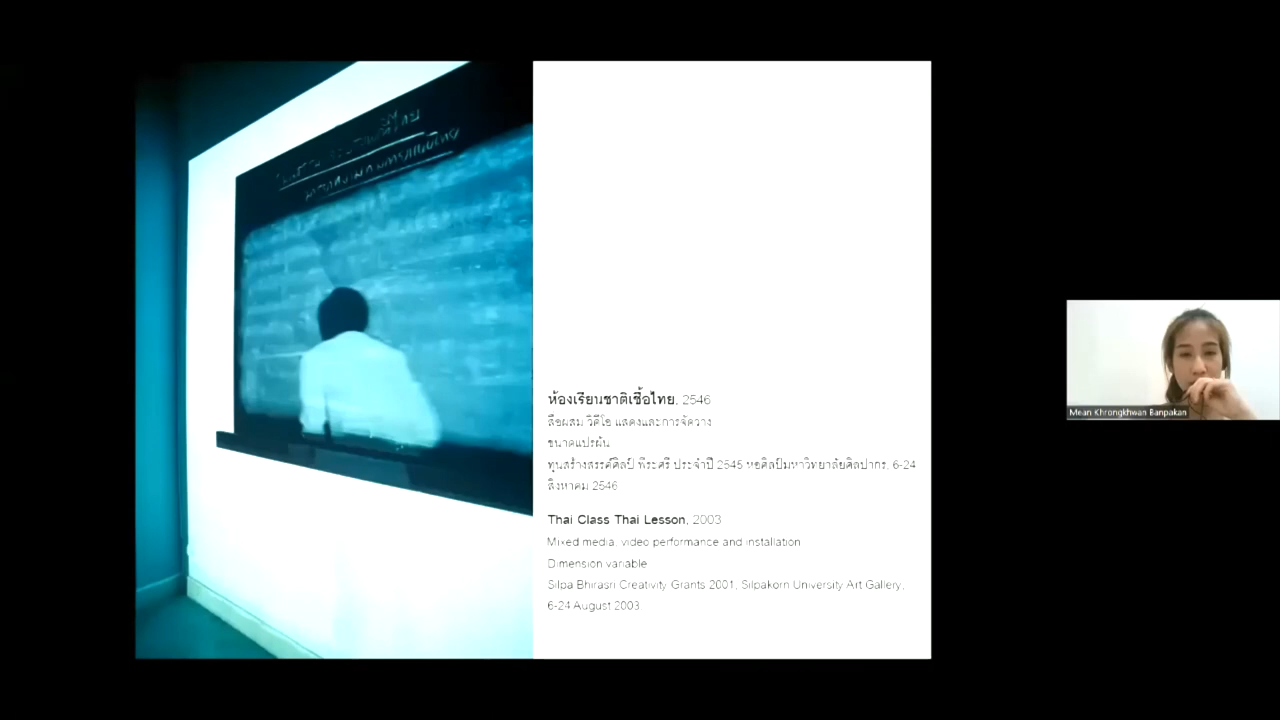 ห้องเรียนชาติเชื้อไทย, 2546
สื่อผสม วิดีโอ แสดงและการจัดวาง
ขนาดแปรผัน
ทุนสร้างสรรค์ศิลป์ พีระศรี ประจำปี 2545 หอศิลป์มหาวิทยาลัยศิลปากร, 6-24
สิงหาคม 2546
Thai Class Thai Lesson, 2003
Mixed media, video performance and installation
Dimension variable
Silpa Bhirasri Creativity Grants 2001, Silpakorn University Art Gallery,
6-24 August 2003
Mean Khrongkhwan Banpakan